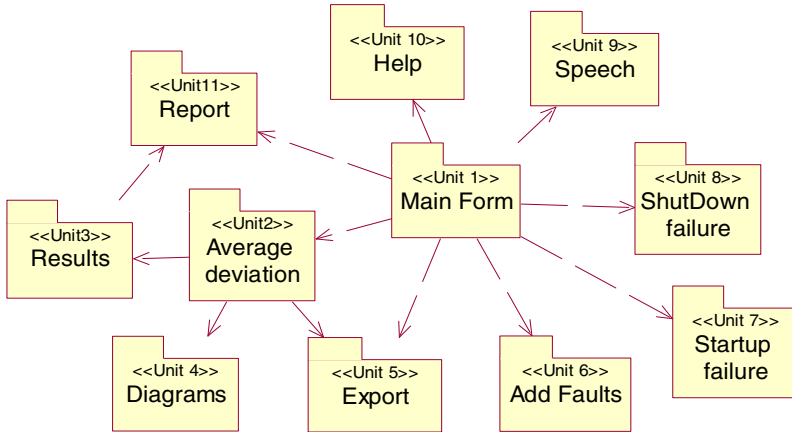 <<Unit 10>>
Help
<<Unit 9>>
Speech
<<Unit11>>
Report
<<Unit 1>>
Main Form
<<Unit 8>>
ShutDown
failure
<<Unit3>>
Results
<<Unit2>>
Average
deviation
<<Unit 7>>
Startup
failure
<<Unit 4>>
Diagrams
<<Unit 5>>
Export
<<Unit 6>>
Add Faults